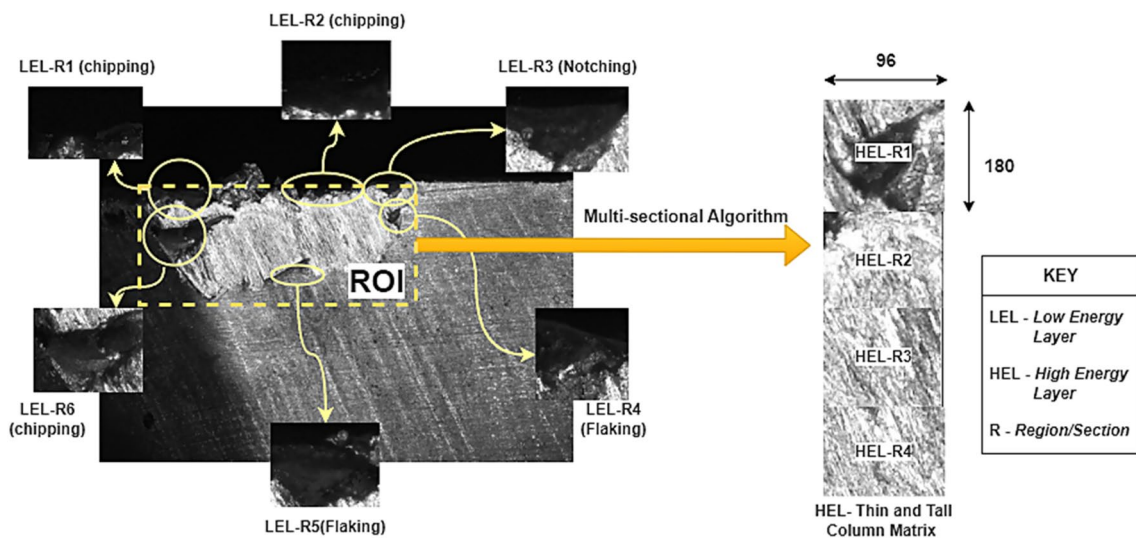 LEL-R2 (chipping)
LEL-R1 (chipping)
LEL-R3 (Notching)
96
HEL-R1
180
Multi-sectional Algorithm
HEL-R2
ROI
KEY
LEL - Low Energy
Layer
HEL - High Energy
Layer
R - Region/Section
HEL-R3
LEL-R6
(chipping)
LEL-R4
(Flaking)
HEL-R4
LEL-R5(Flaking)
HEL- Thin and Tall
Column Matrix